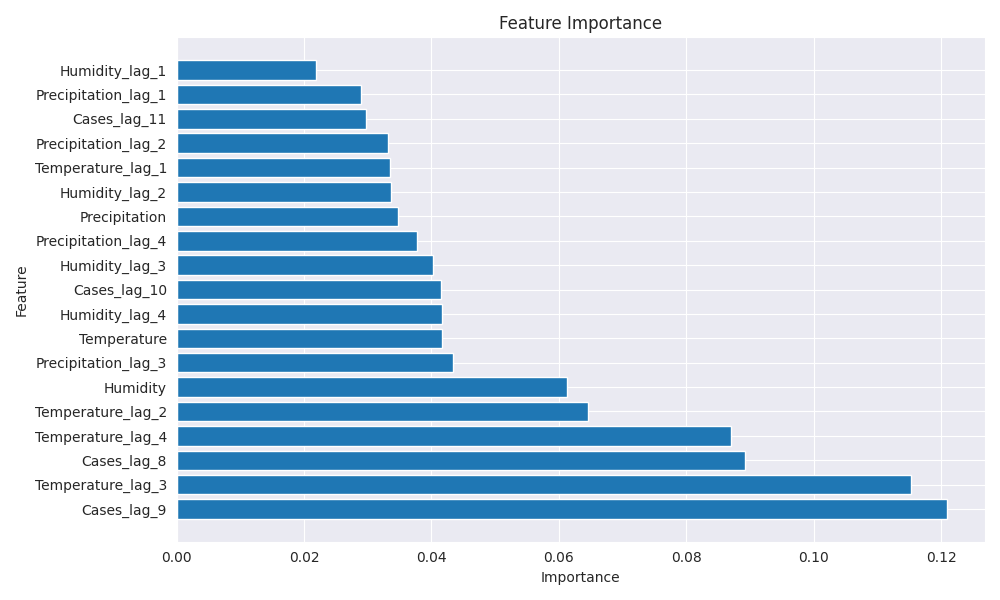 Feature Importance
Humidity_lag_1
Precipitation_lag_1
Cases_lag_11
Precipitation_lag_2
Temperature_lag_1
Humidity_lag_2
Precipitation
Precipitation_lag_4
Humidity_lag_3
Cases_lag_10
Humidity_lag_4
Temperature
Precipitation_lag_3
Humidity
Temperature_lag_2
Temperature_lag_4
Cases_lag_8
Temperature_lag_3
Cases_lag_9
Feature
0.00 0.02 0.04 0.06 0.08 0.10 0.12
Importance